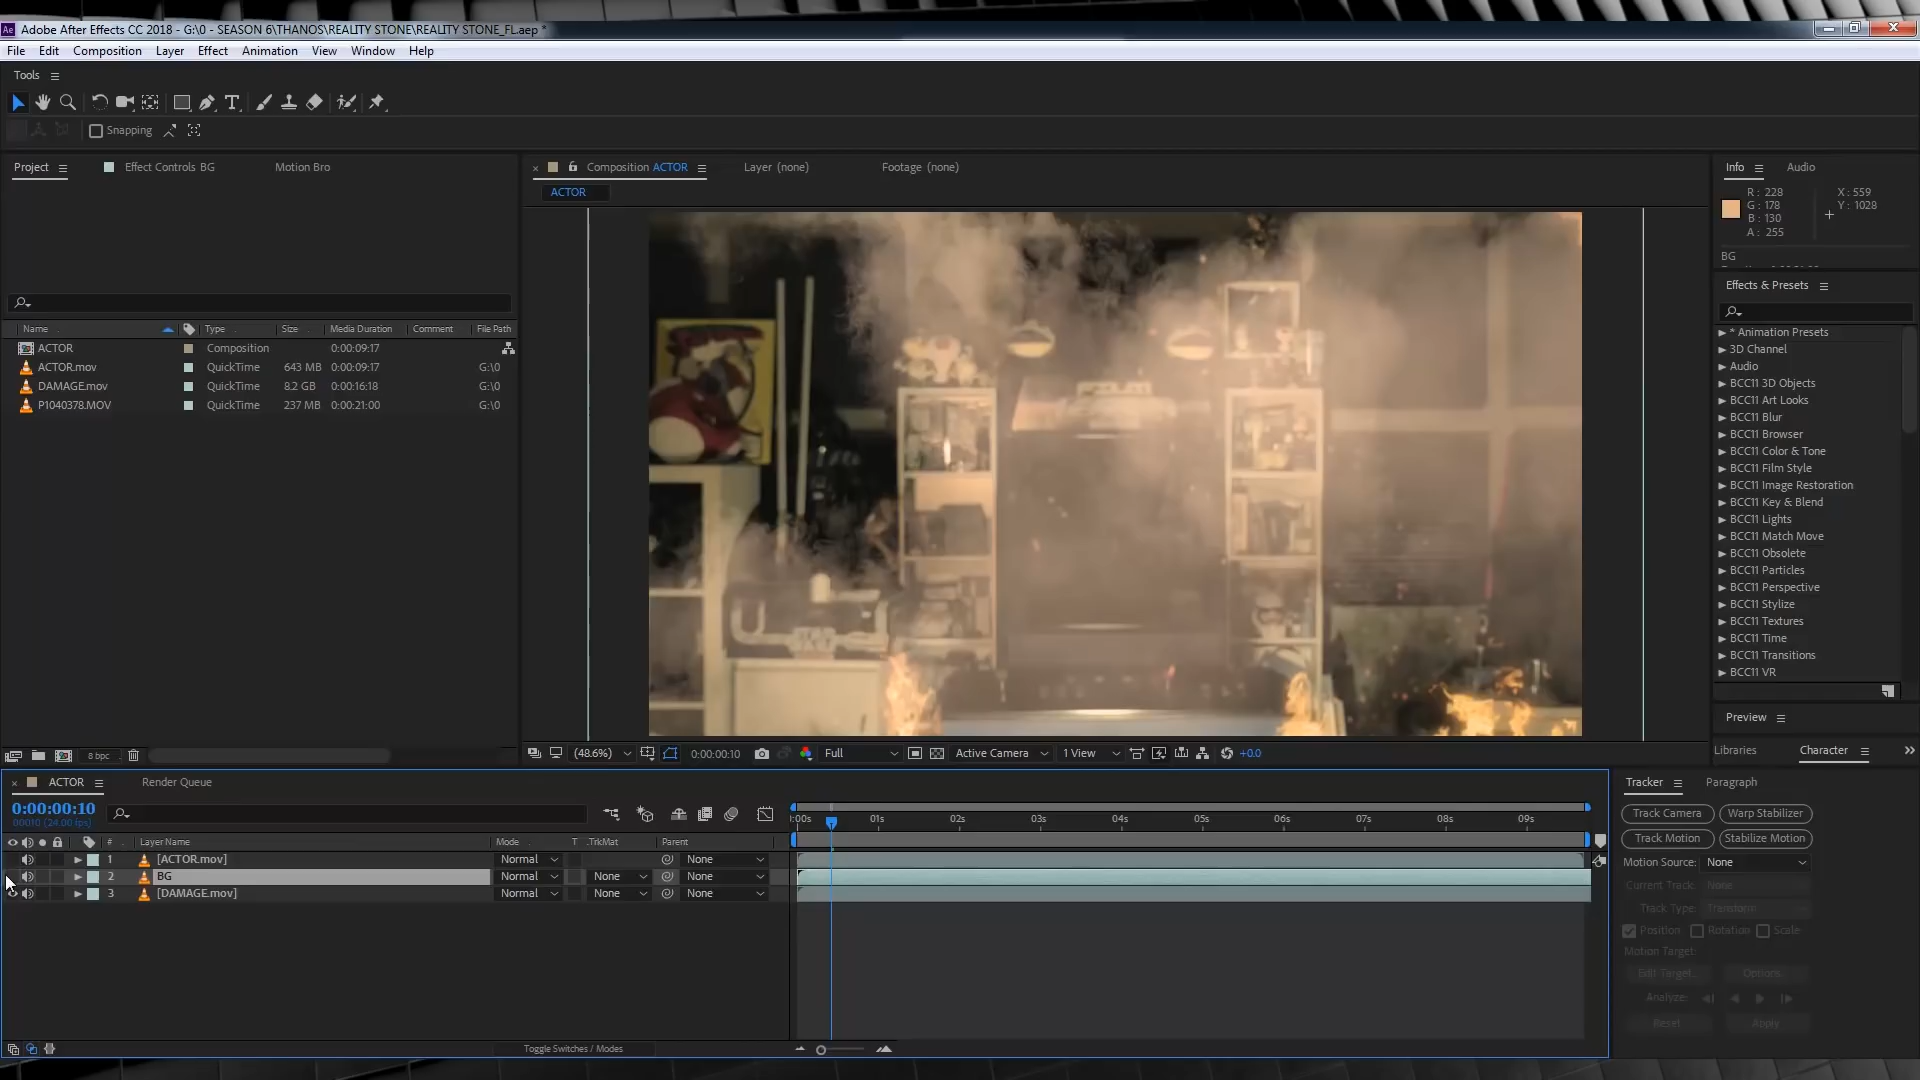 Adobe After Effects CC 2018 - G:\0 - SEASON 6\THANOS\REALITY STONE\REALITY STONE_FL.aep *
File Edit Composition Layer Effect Animation View Window Help
Tools
Snapping
Project Effect Controls BG Motion Bro
Composition ACTOR Layer (none) Footage (none)
ACTOR
Info Audio
R : 228 X : 559
G : 178 Y : 1028
B : 130
A : 255
BG
Name Type Size Media Duration Comment File Path
ACTOR Composition 0:00:09:17
ACTOR.mov QuickTime 643 MB 0:00:09:17 G:\0
DAMAGE.mov QuickTime 8.2 GB 0:00:16:18 G:\0
P1040378.MOV QuickTime 237 MB 0:00:21:00 G:\0
8 bpc
(48.6%) 0:00:00:10 Full Active Camera 1 View +0.0
Effects & Presets
* Animation Presets
3D Channel
Audio
BCC11 3D Objects
BCC11 Art Looks
BCC11 Blur
BCC11 Browser
BCC11 Color & Tone
BCC11 Film Style
BCC11 Image Restoration
BCC11 Key & Blend
BCC11 Lights
BCC11 Match Move
BCC11 Obsolete
BCC11 Particles
BCC11 Perspective
BCC11 Stylize
BCC11 Textures
BCC11 Time
BCC11 Transitions
BCC11 VR
Preview
Libraries Character
ACTOR Render Queue
0:00:00:10
00010 (24.00 fps)
:00s 01s 02s 03s 04s 05s 06s 07s 08s 09s
# Layer Name Mode T .TrkMat Parent
1 [ACTOR.mov] Normal None
2 BG Normal None None
3 [DAMAGE.mov] Normal None None
Toggle Switches / Modes
Tracker Paragraph
Track Camera Warp Stabilizer
Track Motion Stabilize Motion
Motion Source: None
Current Track: None
Track Type: Transform
Position Rotation Scale
Motion Target:
Edit Target... Options...
Analyze:
Reset Apply